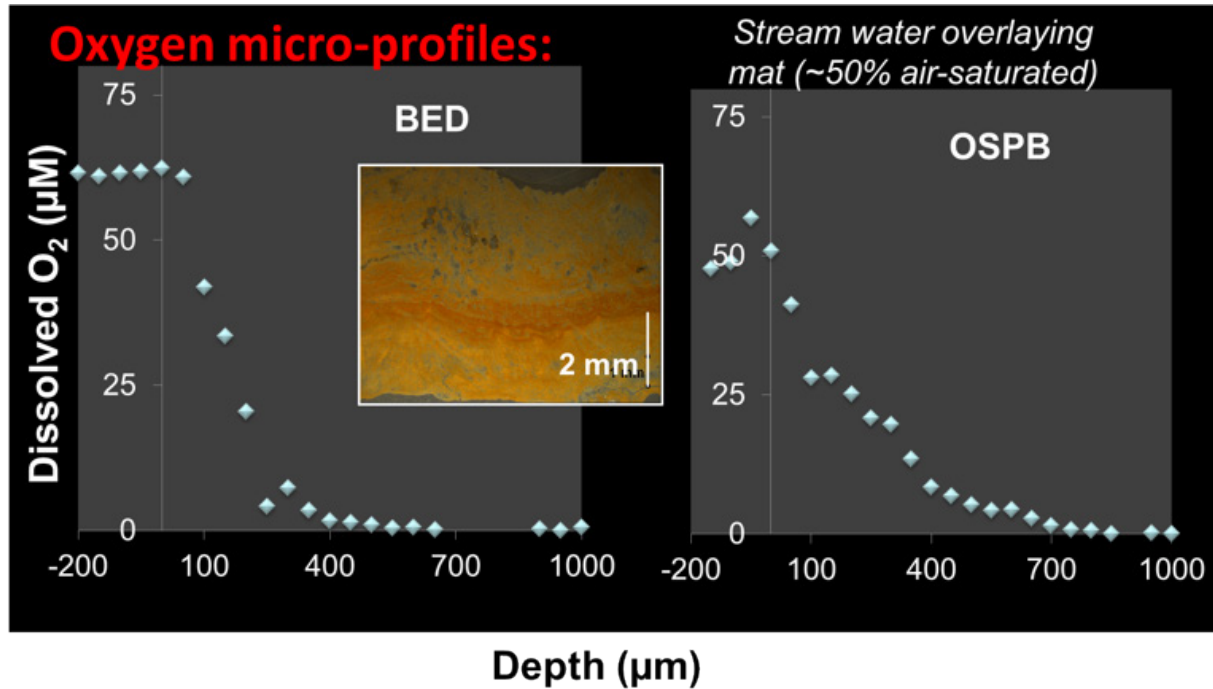 Oxygen micro-profiles:
Stream water overlaying
mat (~50% air-saturated)
Dissolved O₂ (µM)
75
50
25
0
-200 100 400 700 1000
BED
2 mm
75
50
25
0
-200 100 400 700 1000
OSPB
Depth (µm)